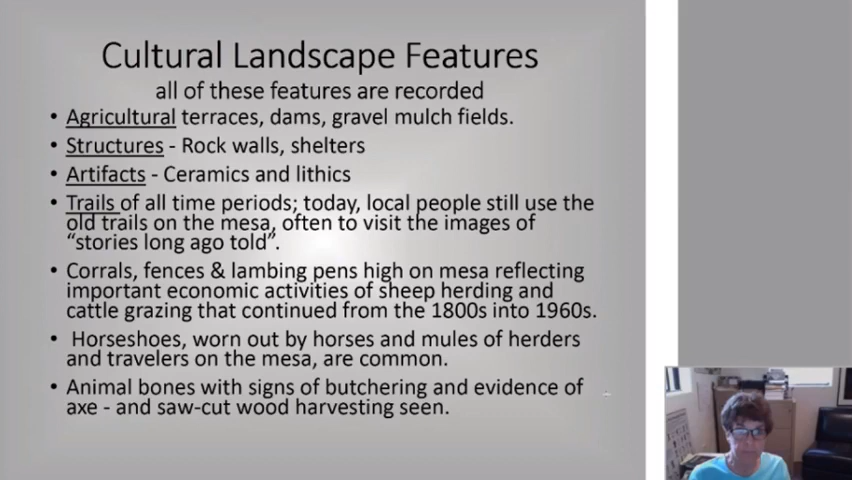 Cultural Landscape Features
all of these features are recorded
• Agricultural terraces, dams, gravel mulch fields.
• Structures - Rock walls, shelters
• Artifacts - Ceramics and lithics
• Trails of all time periods; today, local people still use the
old trails on the mesa, often to visit the images of
“stories long ago told”.
• Corrals, fences & lambing pens high on mesa reflecting
important economic activities of sheep herding and
cattle grazing that continued from the 1800s into 1960s.
• Horseshoes, worn out by horses and mules of herders
and travelers on the mesa, are common.
• Animal bones with signs of butchering and evidence of
axe - and saw-cut wood harvesting seen.